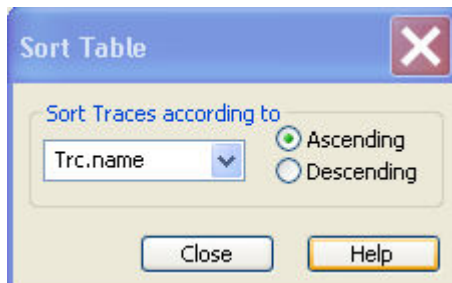 Sort Table
Sort Traces according to
Trc.name
Ascending
Descending
Close
Help